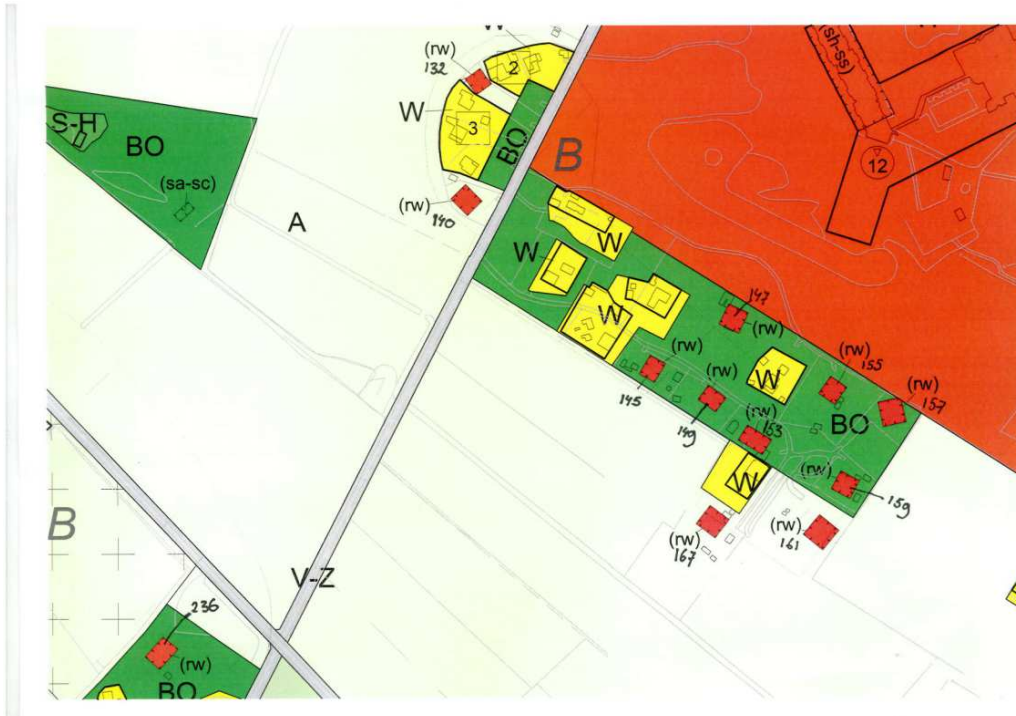 W
(rw)
132
2
W
3
(sh-ss)
S-H
BO
(sa-sc)
BO
B
12
(rw)
140
A
W
W
W
147
(rw)
(rw)
145
(rw)
149
W
(rw)
155
(rw)
157
(rw)
153
BO
W
(rw)
159
(rw)
167
(rw)
161
B
V-Z
236
(rw)
BO